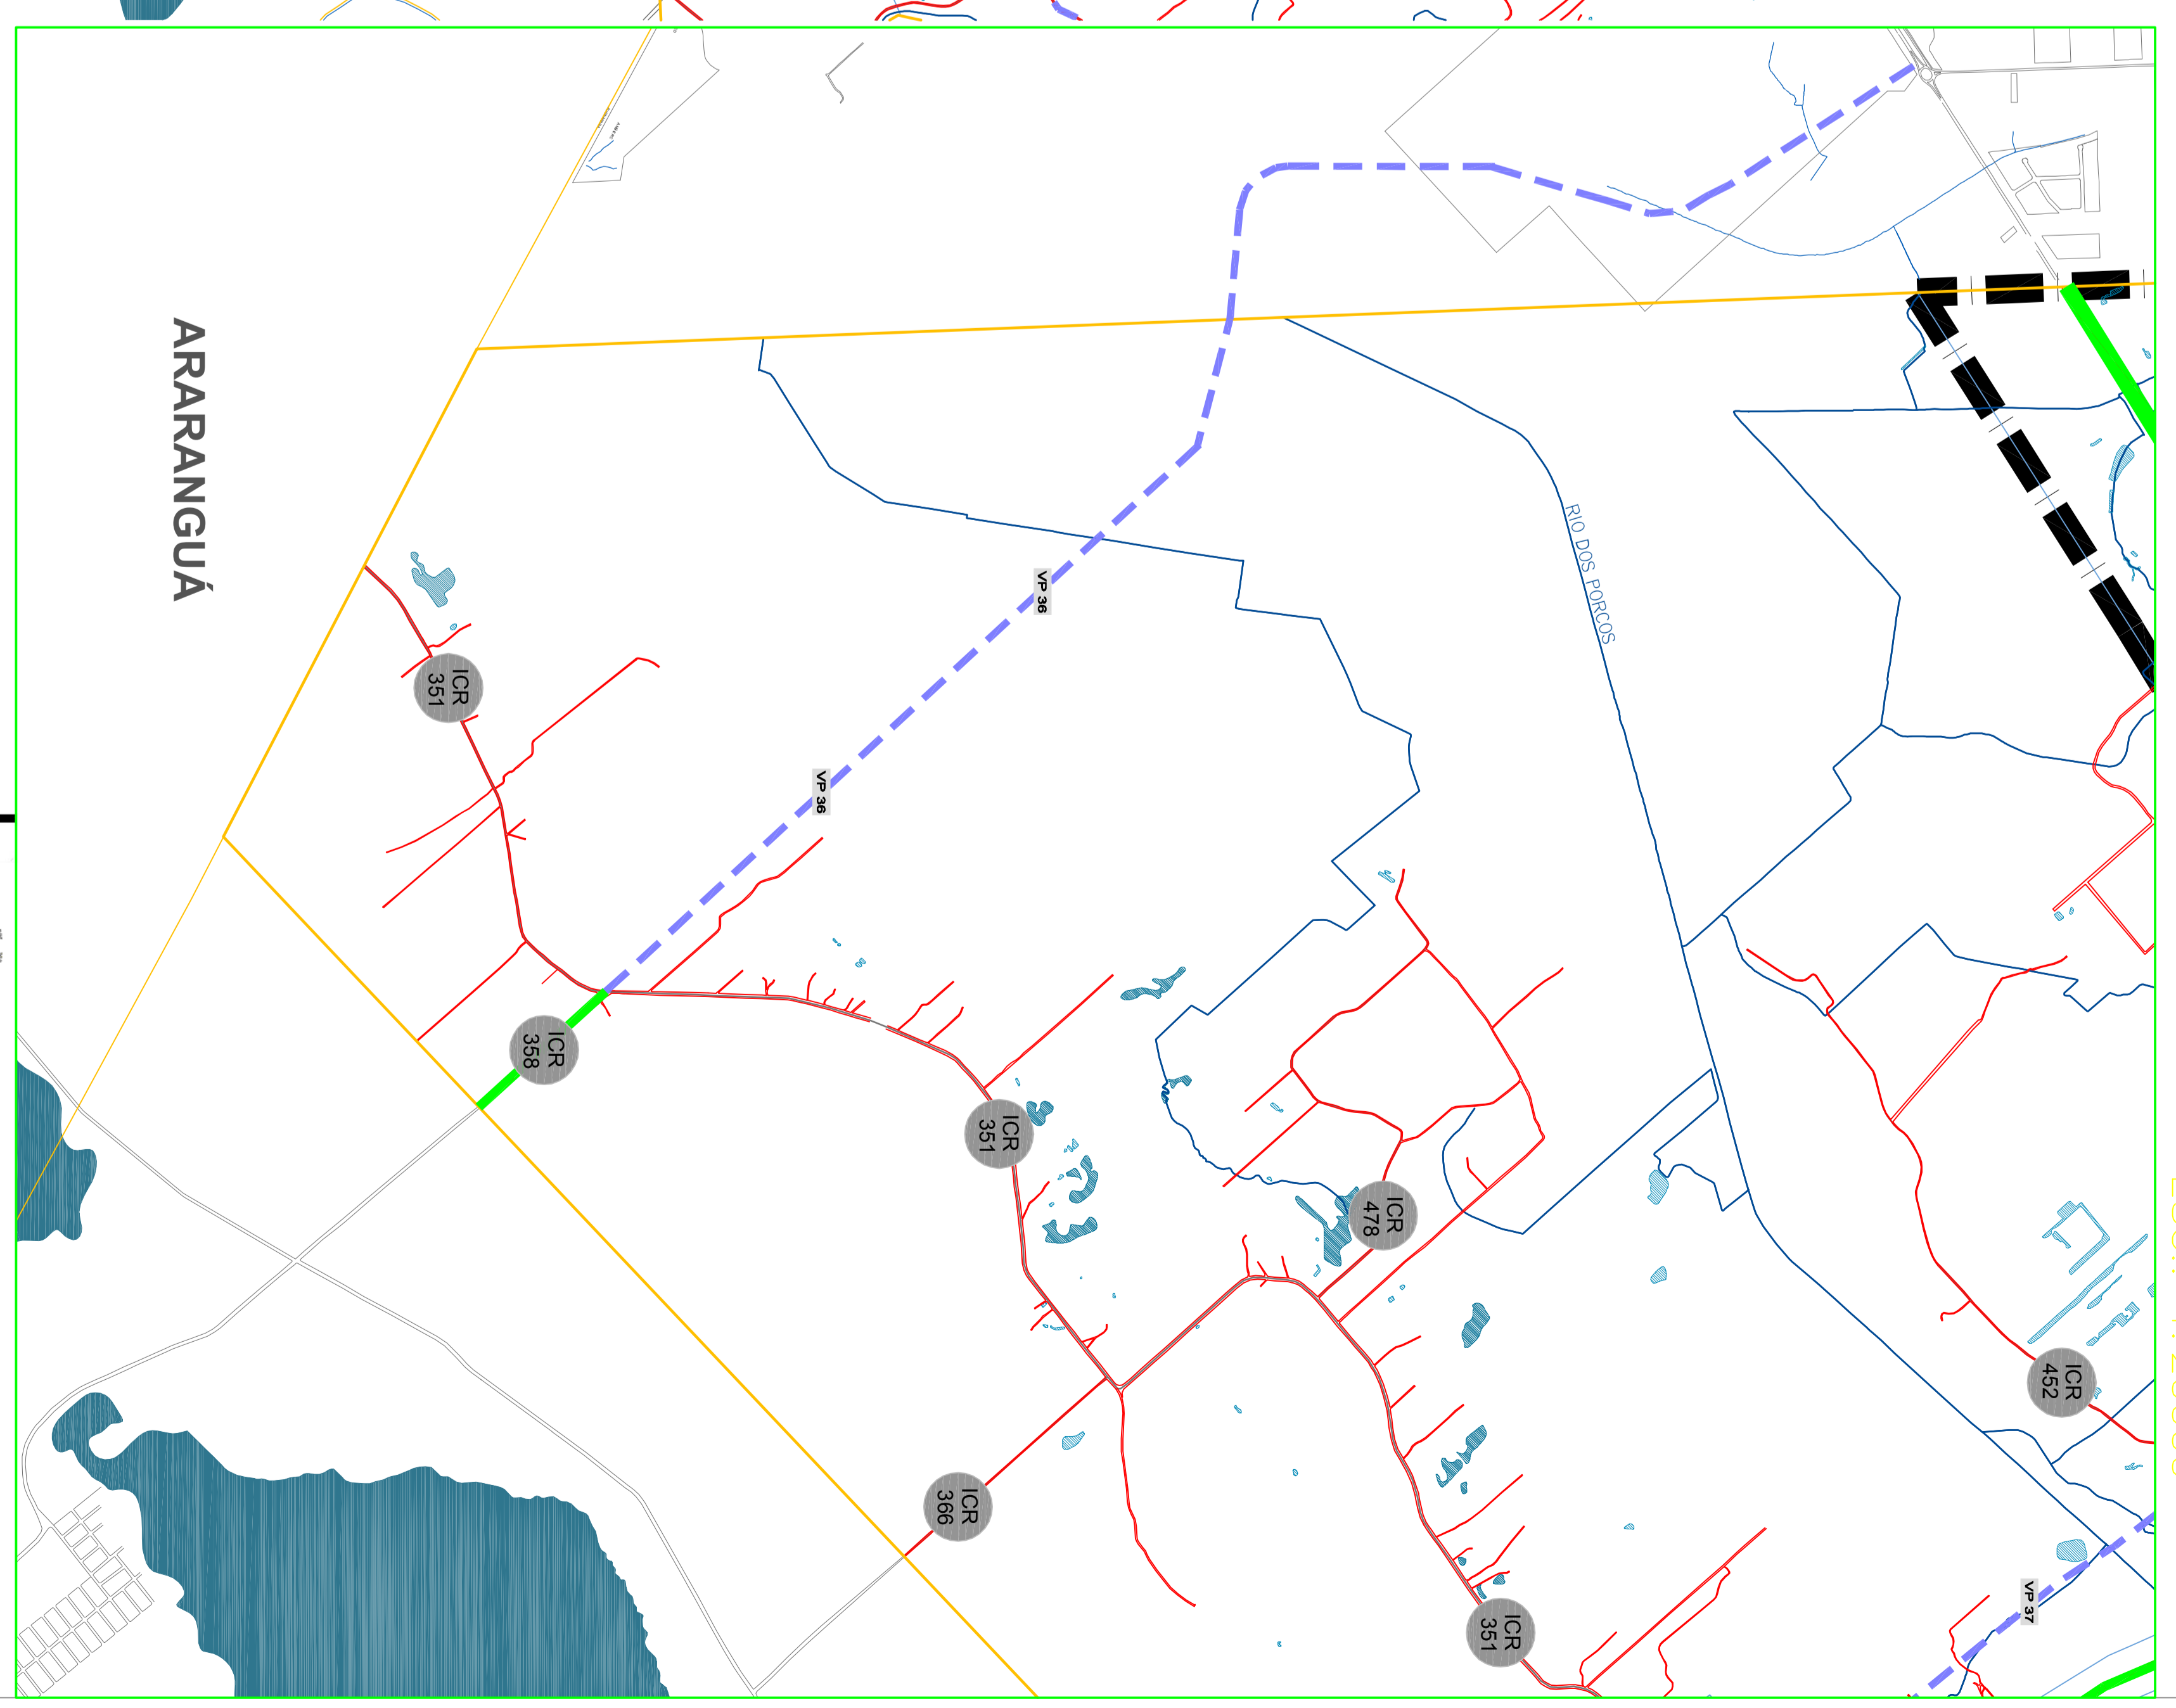 ARARANGUÁ
RIO DOS PORCOS
VP 36
VP 36
VP 37
ICR
351
ICR
358
ICR
351
ICR
478
ICR
452
ICR
366
ICR
351